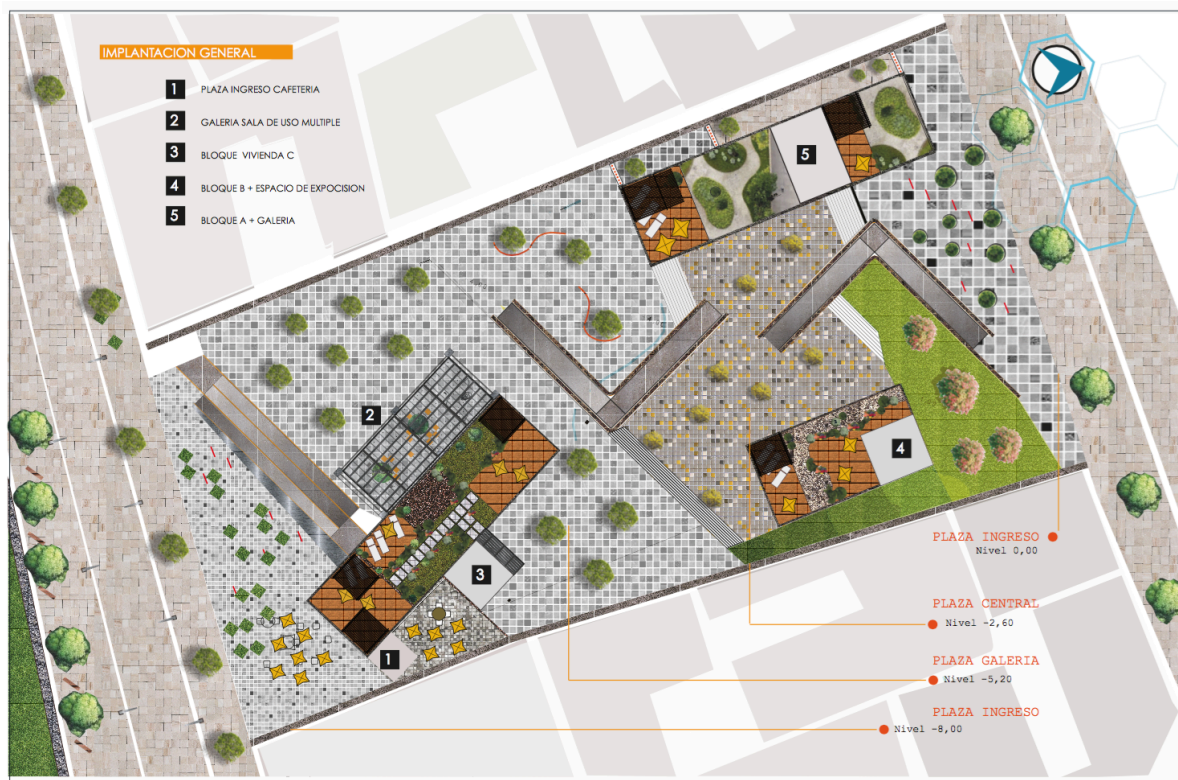 IMPLANTACION GENERAL
1 PLAZA INGRESO CAFETERIA
2 GALERIA SALA DE USO MULTIPLE
3 BLOQUE VIVIENDA C
4 BLOQUE B + ESPACIO DE EXPOCISION
5 BLOQUE A + GALERIA
5
2
4
3
1
PLAZA INGRESO
Nivel 0,00
PLAZA CENTRAL
Nivel -2,60
PLAZA GALERIA
Nivel -5,20
PLAZA INGRESO
Nivel -8,00